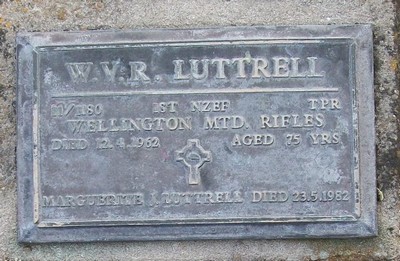 W.V.R. LUTTRELL
11/180 1ST NZEF TPR
WELLINGTON MTD. RIFLES
DIED 12.4.1962 AGED 75 YRS
MARGUERITE J. LUTTRELL DIED 23.5.1982